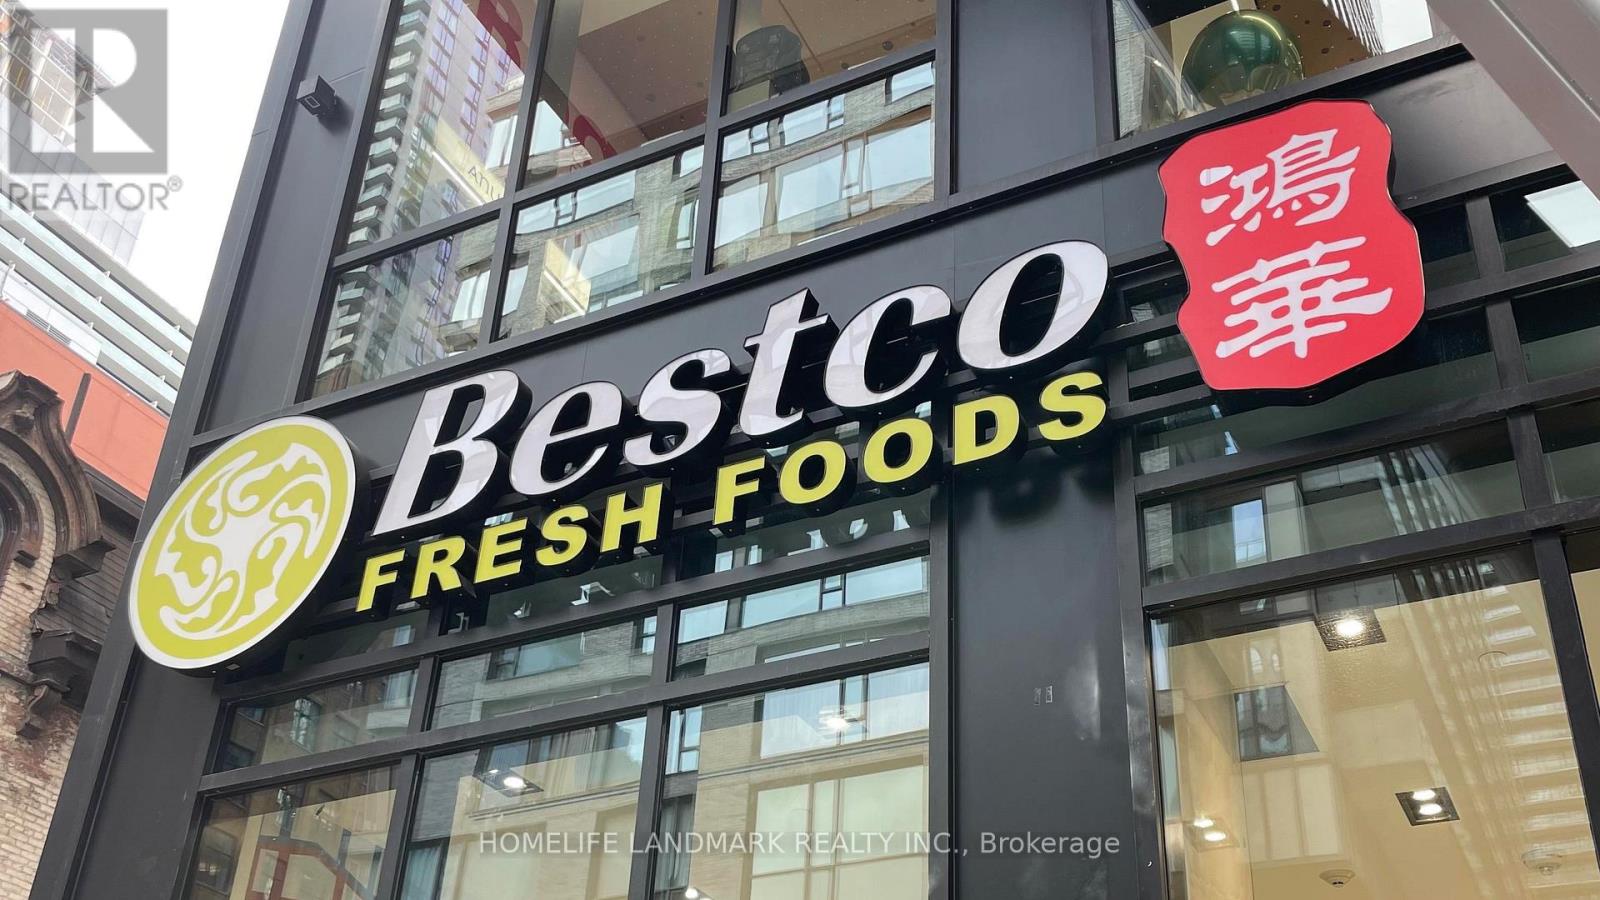 REALTOR®
Bestco
FRESH FOODS
鴻華
HOMELIFE LANDMARK REALTY INC., Brokerage